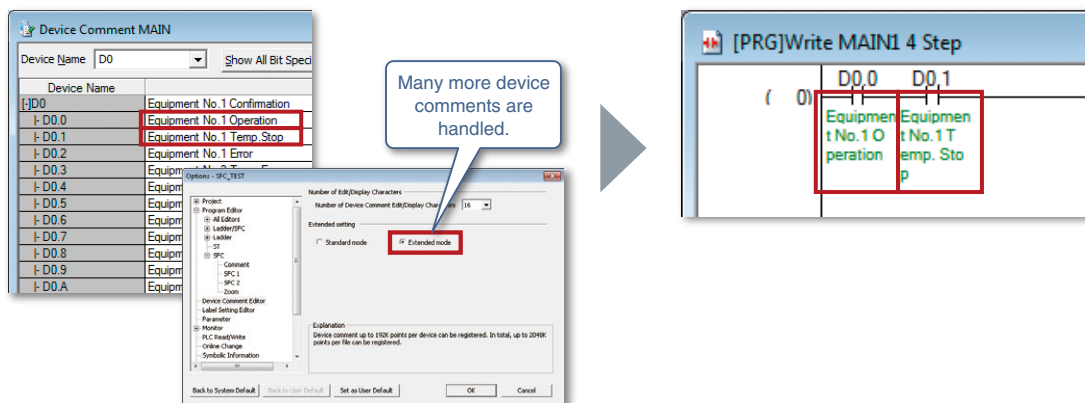 Device Comment MAIN
Device Name D0 Show All Bit Speci
Device Name
[-]D0 Equipment No.1 Confirmation
|- D0.0 Equipment No.1 Operation
|- D0.1 Equipment No.1 Temp.Stop
|- D0.2 Equipment No.1 Error
|- D0.3
|- D0.4 Equipm
|- D0.5 Equipm
|- D0.6 Equipm
|- D0.7 Equipm
|- D0.8 Equipm
|- D0.9 Equipm
|- D0.A Equipm
Many more device
comments are
handled.
Options - SFC_TEST
Project
Program Editor
All Editors
Ladder/SFC
Ladder
ST
SFC
Comment
SFC 1
SFC 2
Zoom
Device Comment Editor
Label Setting Editor
Parameter
Monitor
PLC Read/Write
Online Change
Symbolic Information
Number of Edit/Display Characters
Number of Device Comment Edit/Display Characters 16
Extended setting
Standard mode Extended mode
Explanation
Device comment up to 192K points per device can be registered. In total, up to 2048K
points per file can be registered.
Back to System Default Back to User Default Set as User Default OK Cancel
[PRG]Write MAIN1 4 Step
D0.0 D0.1
( 0)
Equipmen Equipmen
t No.1 O t No.1 T
peration emp. Sto
p